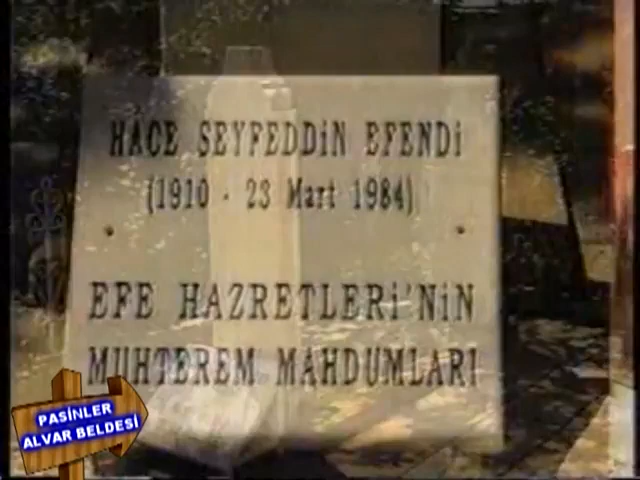 HACE SEYFEDDİN EFENDİ
(1910 - 23 Mart 1984)
EFE HAZRETLERİ'NİN
MUHTEREM MAHDUMLARI
PASİNLER
ALVAR BELDESİ